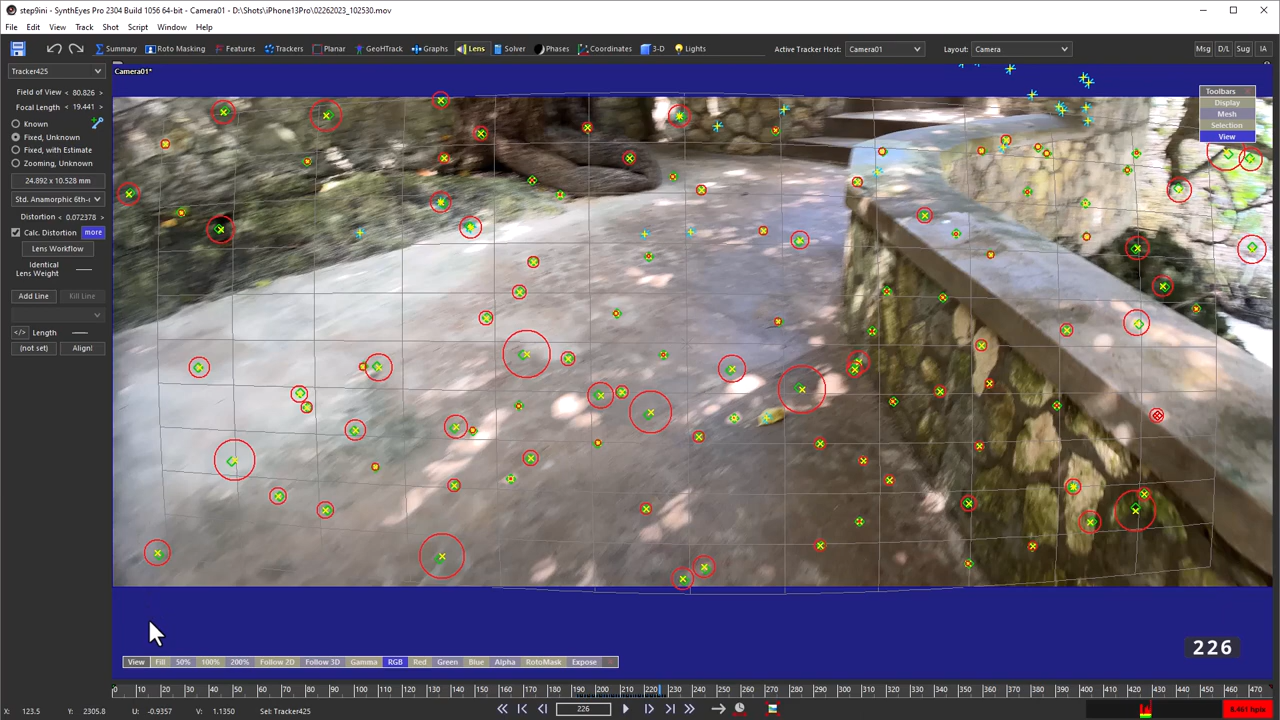 step9ini - SynthEyes Pro 2304 Build 1056 64-bit - Camera01 - D:\Shots\iPhone13Pro\02262023_102530.mov
File Edit View Track Shot Script Window Help
Summary Roto Masking Features Trackers Planar GeoHTrack Graphs Lens Solver Phases Coordinates 3-D Lights Active Tracker Host: Camera01 Layout: Camera Msg D/L Sug IA
Tracker425
Camera01*
Field of View < 80.826
Focal Length < 19.441
Known
Fixed, Unknown
Fixed, with Estimate
Zooming, Unknown
24.892 x 10.528 mm
Std. Anamorphic 6th-
Distortion < 0.072378
Calc. Distortion more
Lens Workflow
Identical
Lens Weight
Add Line Kill Line
</> Length
(not set) Align!
Toolbars
Display
Mesh
Selection
View
226
View Fill 50% 100% 200% Follow 2D Follow 3D Gamma RGB Red Green Blue Alpha RotoMask Expose
0 10 20 30 40 50 60 70 80 90 100 110 120 130 140 150 160 170 180 190 200 210 220 230 240 250 260 270 280 290 300 310 320 330 340 350 360 370 380 390 400 410 420 430 440 450 460 470
X: 123.5 Y: 2305.8 U: -0.9357 V: 1.1350 Sel: Tracker425 226 8.461 hpix